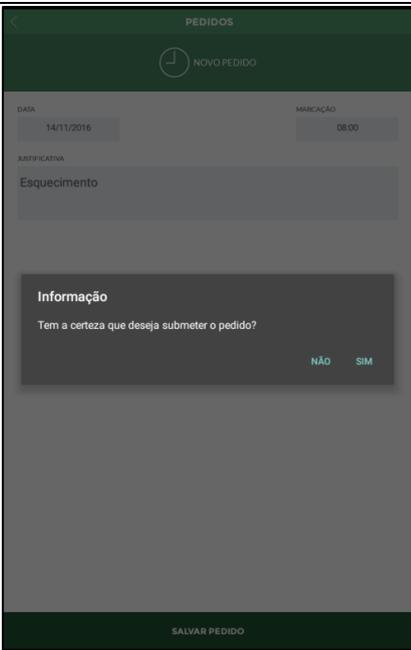 PEDIDOS
NOVO PEDIDO
DATA
MARCAÇÃO
14/11/2016
08:00
JUSTIFICATIVA
Esquecimento
Informação
Tem a certeza que deseja submeter o pedido?
NÃO
SIM
SALVAR PEDIDO